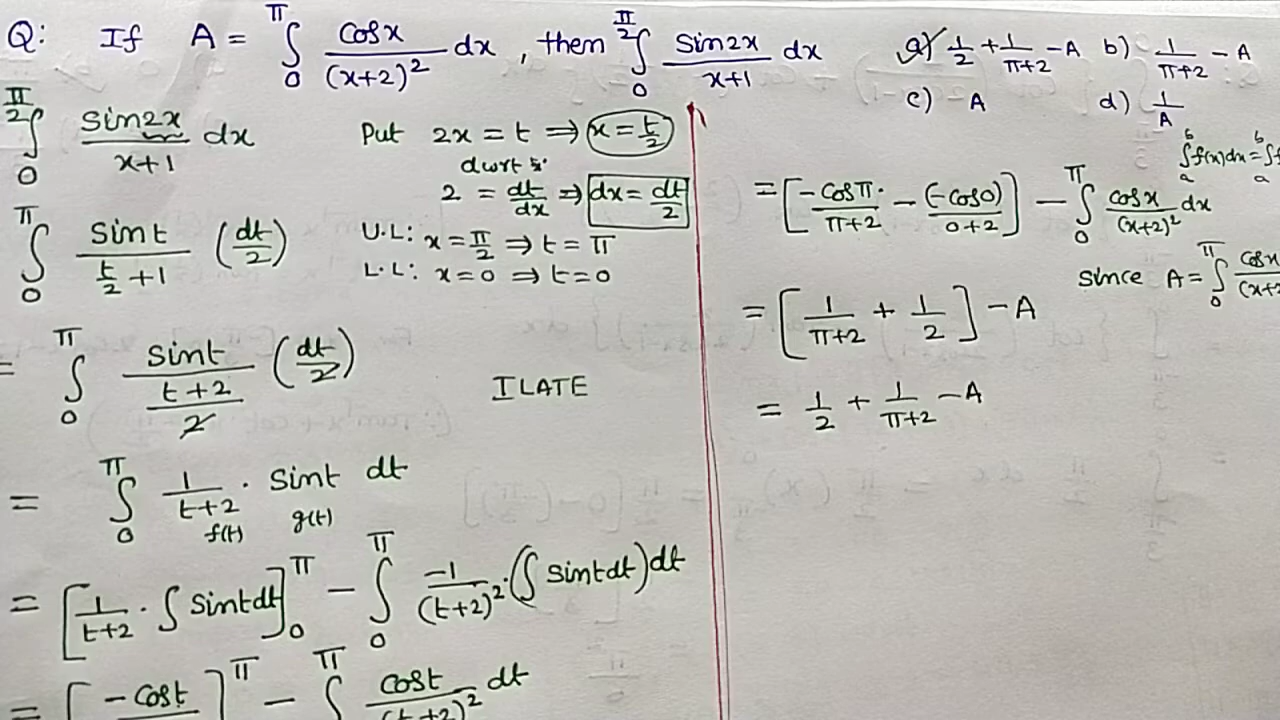 Q: If A = ∫₀^π cosx/(x+2)² dx, then ∫₀^(π/2) sin2x/(x+1) dx a) ✓ 1/2 + 1/(π+2) - A b) 1/(π+2) - A
c) -A d) 1/A
∫₀^(π/2) sin2x/(x+1) dx Put 2x = t ⇒ x = t/2
dwrt x:
2 = dt/dx ⇒ dx = dt/2
U.L: x = π/2 ⇒ t = π
L.L: x = 0 ⇒ t = 0
∫₀^π sint/(t/2 + 1) (dt/2)
= ∫₀^π sint/((t+2)/2) (dt/2) ILATE
= ∫₀^π 1/(t+2) · sint dt
f(t) g(t)
= [1/(t+2) · ∫ sintdt]₀^π - ∫₀^π -1/(t+2)² · (∫ sintdt)dt
= [-cost ]^π - ∫^π cost/(t+2)² dt
∫ₐᵇ f(x)dx = ∫ₐᵇ
= [-cosπ/(π+2) - (-cos0)/(0+2)] - ∫₀^π cosx/(x+2)² dx
since A = ∫₀^π cosx
= [1/(π+2) + 1/2] - A
= 1/2 + 1/(π+2) - A